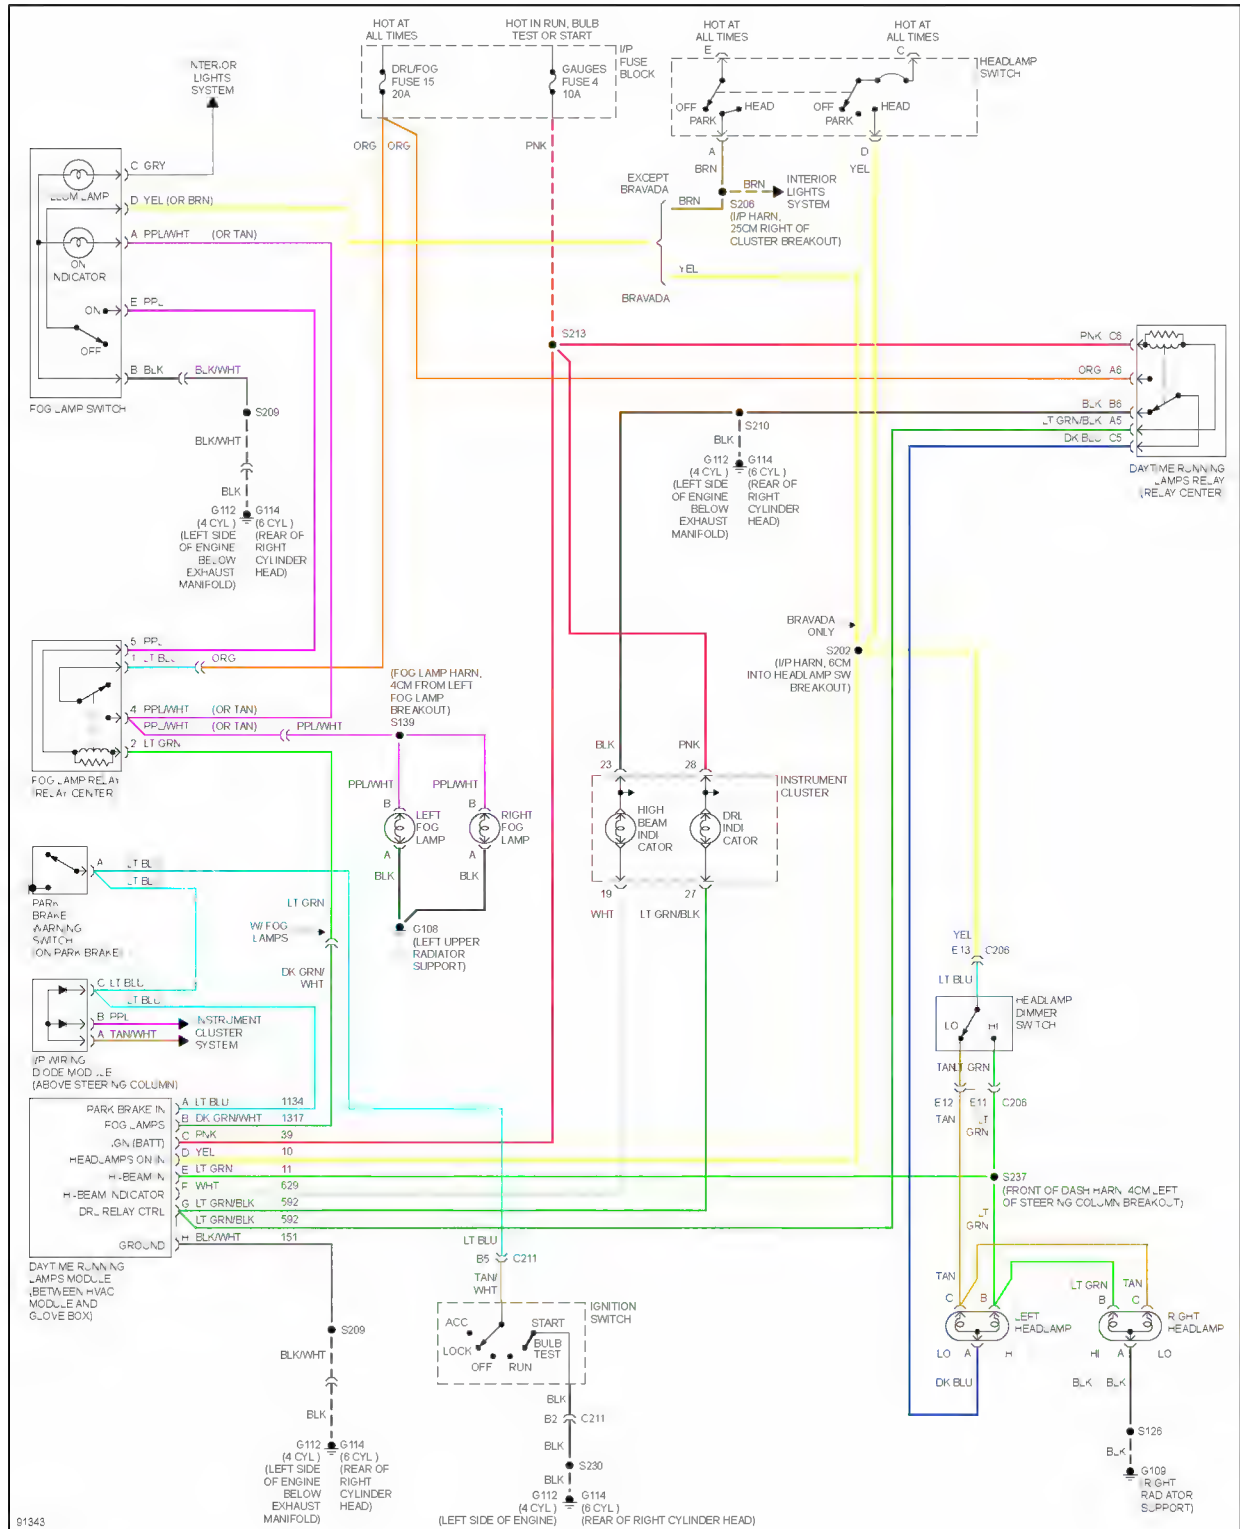 HOT AT
ALL TIMES
HOT IN RUN, BULB
TEST OR START
HOT AT
ALL TIMES
HOT AT
ALL TIMES
E
C
I/P
FUSE
BLOCK
DRL/FOG
FUSE 15
20A
GAUGES
FUSE 4
10A
HEADLAMP
SWITCH
OFF
PARK
HEAD
OFF
PARK
HEAD
NTERIOR
LIGHTS
SYSTEM
ORG
ORG
PNK
A
D
BRN
YEL
C GRY
LLUM LAMP
D YEL (OR BRN)
A PPL/WHT (OR TAN)
ON
NDICATOR
E PPL
ON
OFF
B BLK
BLK/WHT
FOG LAMP SWITCH
EXCEPT
BRAVADA
BRN
BRN
INTERIOR
LIGHTS
SYSTEM
S206
(I/P HARN,
25CM RIGHT OF
CLUSTER BREAKOUT)
YEL
BRAVADA
S213
PNK C6
ORG A6
BLK B6
LT GRN/BLK A5
DK BLU C5
DAYTIME RUNNING
LAMPS RELAY
(RELAY CENTER
S209
BLK/WHT
BLK
G112
(4 CYL )
(LEFT SIDE
OF ENGINE
BELOW
EXHAUST
MANIFOLD)
G114
(6 CYL )
(REAR OF
RIGHT
CYLINDER
HEAD)
S210
BLK
G112
(4 CYL )
(LEFT SIDE
OF ENGINE
BELOW
EXHAUST
MANIFOLD)
G114
(6 CYL )
(REAR OF
RIGHT
CYLINDER
HEAD)
BRAVADA
ONLY
S202
(I/P HARN, 6CM
INTO HEADLAMP SW
BREAKOUT)
5 PPL
1 LT BLU
ORG
4 PPL/WHT (OR TAN)
PPL/WHT (OR TAN)
PPL/WHT
2 LT GRN
FOG LAMP RELAY
RELAY CENTER
(FOG LAMP HARN,
4CM FROM LEFT
FOG LAMP
BREAKOUT)
S139
PPL/WHT
PPL/WHT
B
B
LEFT
FOG
LAMP
RIGHT
FOG
LAMP
A
A
BLK
BLK
G108
(LEFT UPPER
RADIATOR
SUPPORT)
BLK
PNK
23
28
INSTRUMENT
CLUSTER
HIGH
BEAM
INDI
CATOR
DRL
INDI
CATOR
19
27
WHT
LT GRN/BLK
A LT BL
LT BL
PARK
BRAKE
WARNING
SWITCH
(ON PARK BRAKE)
LT GRN
W/ FOG
LAMPS
DK GRN/
WHT
C LT BLU
LT BLU
B PPL
A TAN/WHT
INSTRUMENT
CLUSTER
SYSTEM
I/P WIRING
DIODE MODULE
(ABOVE STEERING COLUMN)
YEL
E13
C206
LT BLU
HEADLAMP
DIMMER
SWITCH
LO
HI
TAN
LT GRN
E12
E11
C206
TAN
LT
GRN
PARK BRAKE IN A LT BLU 1134
FOG LAMPS B DK GRN/WHT 1317
IGN (BATT) C PNK 39
HEADLAMPS ON IN D YEL 10
HI-BEAM IN E LT GRN 11
HI-BEAM INDICATOR F WHT 629
DRL RELAY CTRL G LT GRN/BLK 592
LT GRN/BLK 592
GROUND H BLK/WHT 151
DAYTIME RUNNING
LAMPS MODULE
(BETWEEN HVAC
MODULE AND
GLOVE BOX)
S237
(FRONT OF DASH HARN 4CM LEFT
OF STEERING COLUMN BREAKOUT)
LT
GRN
LT BLU
B5
C211
TAN/
WHT
IGNITION
SWITCH
ACC
LOCK
OFF
RUN
START
BULB
TEST
TAN
C
B
LT GRN
TAN
B
C
LEFT
HEADLAMP
RIGHT
HEADLAMP
LO
A
H
HI
A
LO
DK BLU
BLK
BLK
S209
BLK/WHT
BLK
G112
(4 CYL )
(LEFT SIDE
OF ENGINE
BELOW
EXHAUST
MANIFOLD)
G114
(6 CYL )
(REAR OF
RIGHT
CYLINDER
HEAD)
BLK
B2
C211
BLK
S230
BLK
G112
(4 CYL )
(LEFT SIDE OF ENGINE)
G114
(6 CYL )
(REAR OF RIGHT CYLINDER HEAD)
S126
BLK
G109
RIGHT
RADIATOR
SUPPORT)
91343